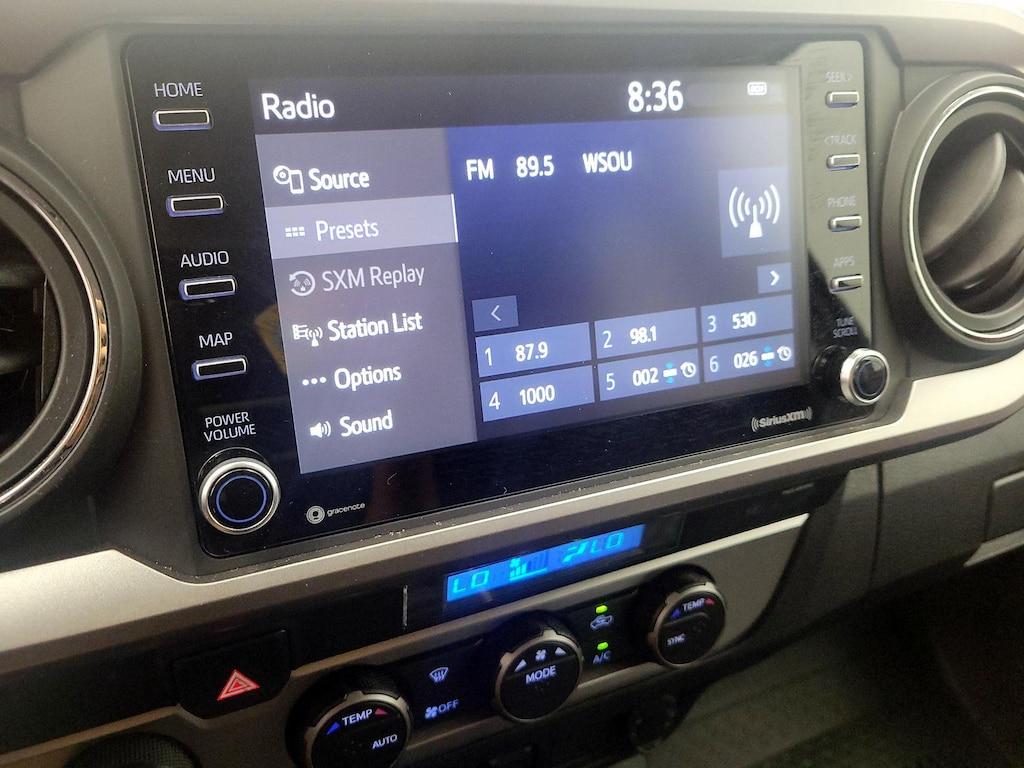 HOME
MENU
AUDIO
MAP
POWER
VOLUME
Radio
8:36
Source
Presets
SXM Replay
Station List
Options
Sound
FM 89.5 WSOU
<
>
1 87.9
2 98.1
3 530
4 1000
5 002
6 026
SEEK>
<TRACK
PHONE
APPS
TUNE
SCROLL
SiriusXM
gracenote
LO
LO
TEMP
AUTO
OFF
MODE
A/C
TEMP
SYNC